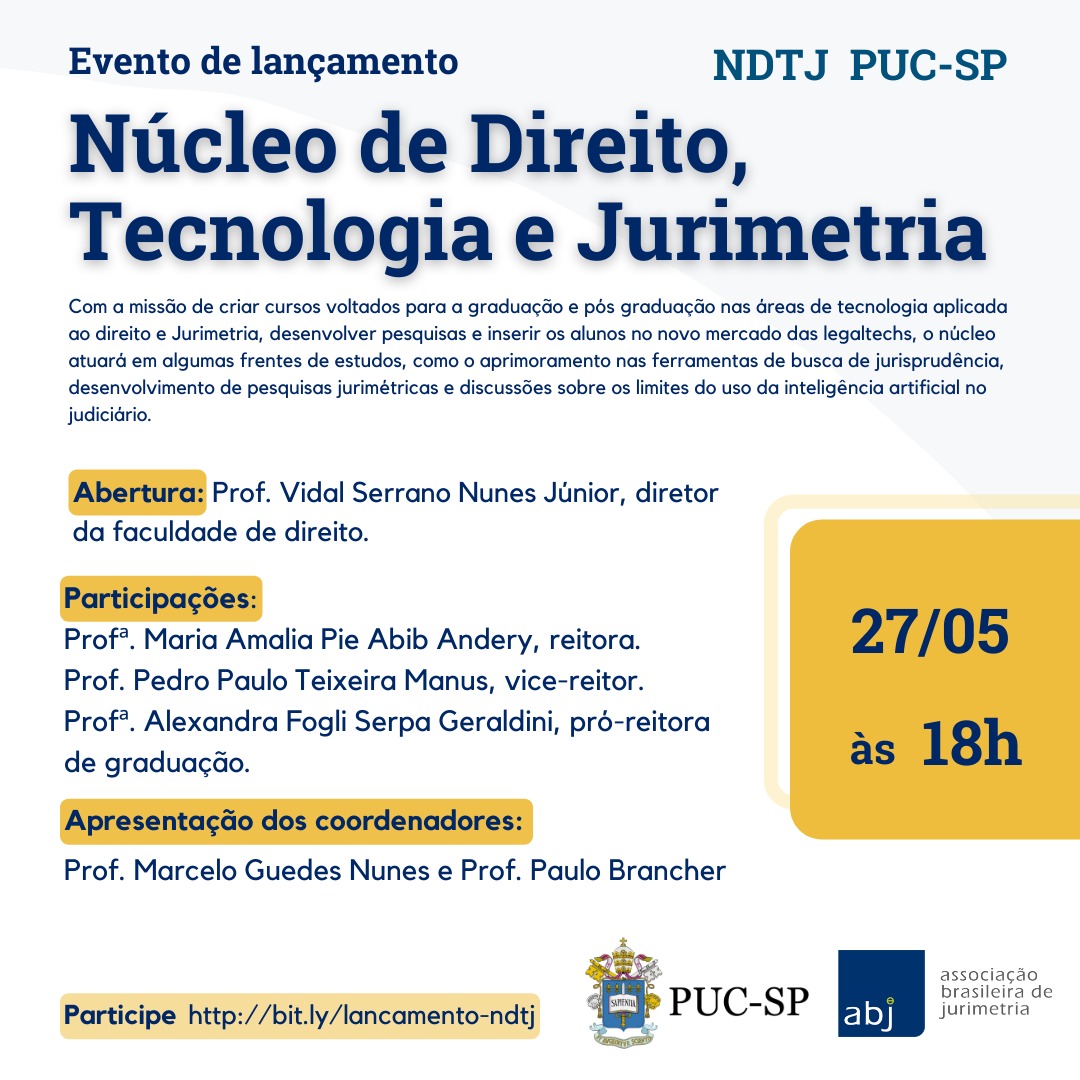 Evento de lançamento
NDTJ PUC-SP
Núcleo de Direito,
Tecnologia e Jurimetria
Com a missão de criar cursos voltados para a graduação e pós graduação nas áreas de tecnologia aplicada
ao direito e Jurimetria, desenvolver pesquisas e inserir os alunos no novo mercado das legaltechs, o núcleo
atuará em algumas frentes de estudos, como o aprimoramento nas ferramentas de busca de jurisprudência,
desenvolvimento de pesquisas jurimétricas e discussões sobre os limites do uso da inteligência artificial no
judiciário.
Abertura: Prof. Vidal Serrano Nunes Júnior, diretor
da faculdade de direito.
Participações:
Profª. Maria Amalia Pie Abib Andery, reitora.
Prof. Pedro Paulo Teixeira Manus, vice-reitor.
Profª. Alexandra Fogli Serpa Geraldini, pró-reitora
de graduação.
27/05
às 18h
Apresentação dos coordenadores:
Prof. Marcelo Guedes Nunes e Prof. Paulo Brancher
Participe http://bit.ly/lancamento-ndtj
SAPIENTIA
PUC-SP
abj
associação
brasileira de
jurimetria